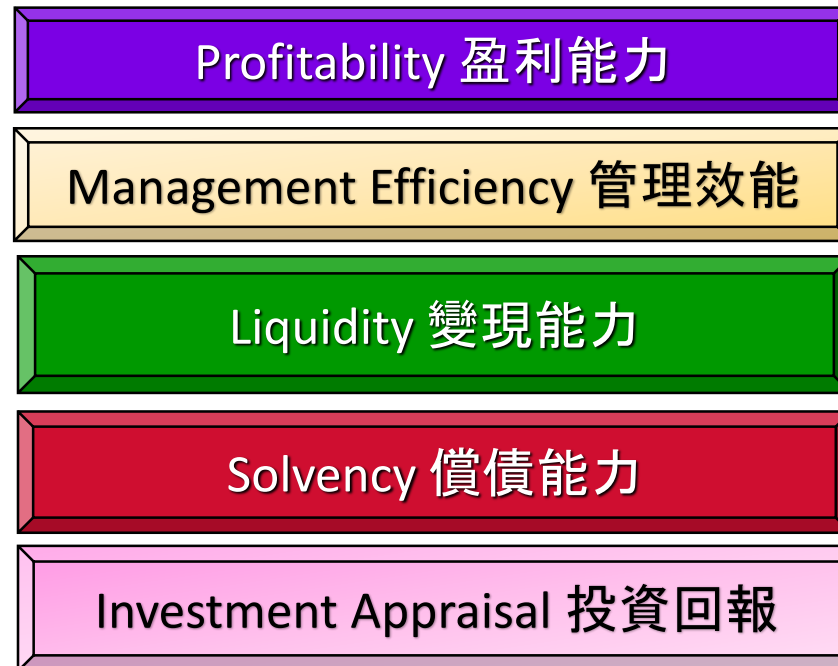 Profitability 盈利能力
Management Efficiency 管理效能
Liquidity 變現能力
Solvency 償債能力
Investment Appraisal 投資回報